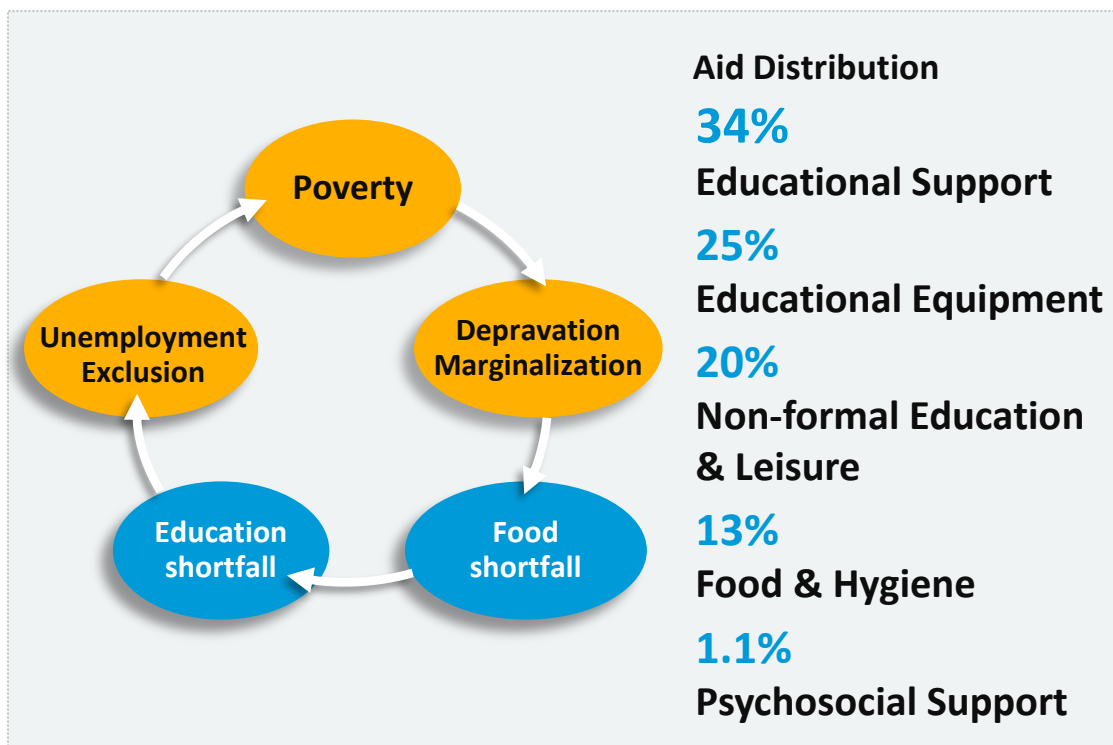 Poverty
Depravation
Marginalization
Food
shortfall
Education
shortfall
Unemployment
Exclusion
Aid Distribution
34%
Educational Support
25%
Educational Equipment
20%
Non-formal Education
& Leisure
13%
Food & Hygiene
1.1%
Psychosocial Support